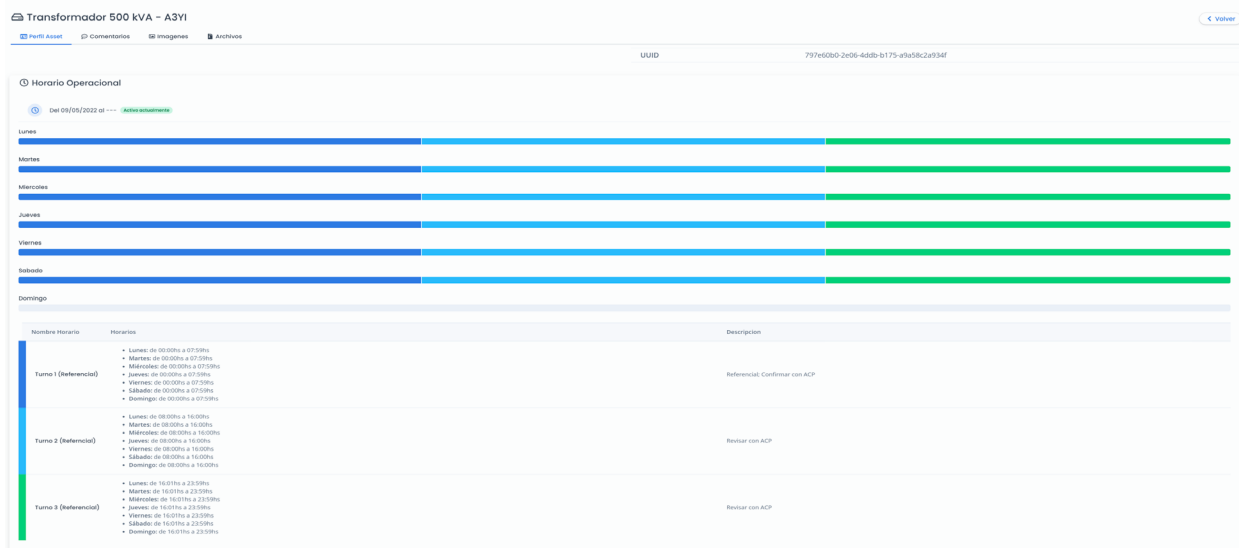 Transformador 500 kVA - A3YI
Volver
Perfil Asset Comentarios Imagenes Archivos
UUID 797e60b0-2e06-4ddb-b175-a9a58c2a934f
Horario Operacional
Del 09/05/2022 al --- Activo actualmente
Lunes
Martes
Miercoles
Jueves
Viernes
Sabado
Domingo
Nombre Horario Horarios Descripcion
Turno 1 (Referencial)
• Lunes: de 00:00hs a 07:59hs
• Martes: de 00:00hs a 07:59hs
• Miércoles: de 00:00hs a 07:59hs
• Jueves: de 00:00hs a 07:59hs
• Viernes: de 00:00hs a 07:59hs
• Sábado: de 00:00hs a 07:59hs
• Domingo: de 00:00hs a 07:59hs
Referencial: Confirmar con ACP
Turno 2 (Referncial)
• Lunes: de 08:00hs a 16:00hs
• Martes: de 08:00hs a 16:00hs
• Miércoles: de 08:00hs a 16:00hs
• Jueves: de 08:00hs a 16:00hs
• Viernes: de 08:00hs a 16:00hs
• Sábado: de 08:00hs a 16:00hs
• Domingo: de 08:00hs a 16:00hs
Revisar con ACP
Turno 3 (Referencial)
• Lunes: de 16:01hs a 23:59hs
• Martes: de 16:01hs a 23:59hs
• Miércoles: de 16:01hs a 23:59hs
• Jueves: de 16:01hs a 23:59hs
• Viernes: de 16:01hs a 23:59hs
• Sábado: de 16:01hs a 23:59hs
• Domingo: de 16:01hs a 23:59hs
Revisar con ACP